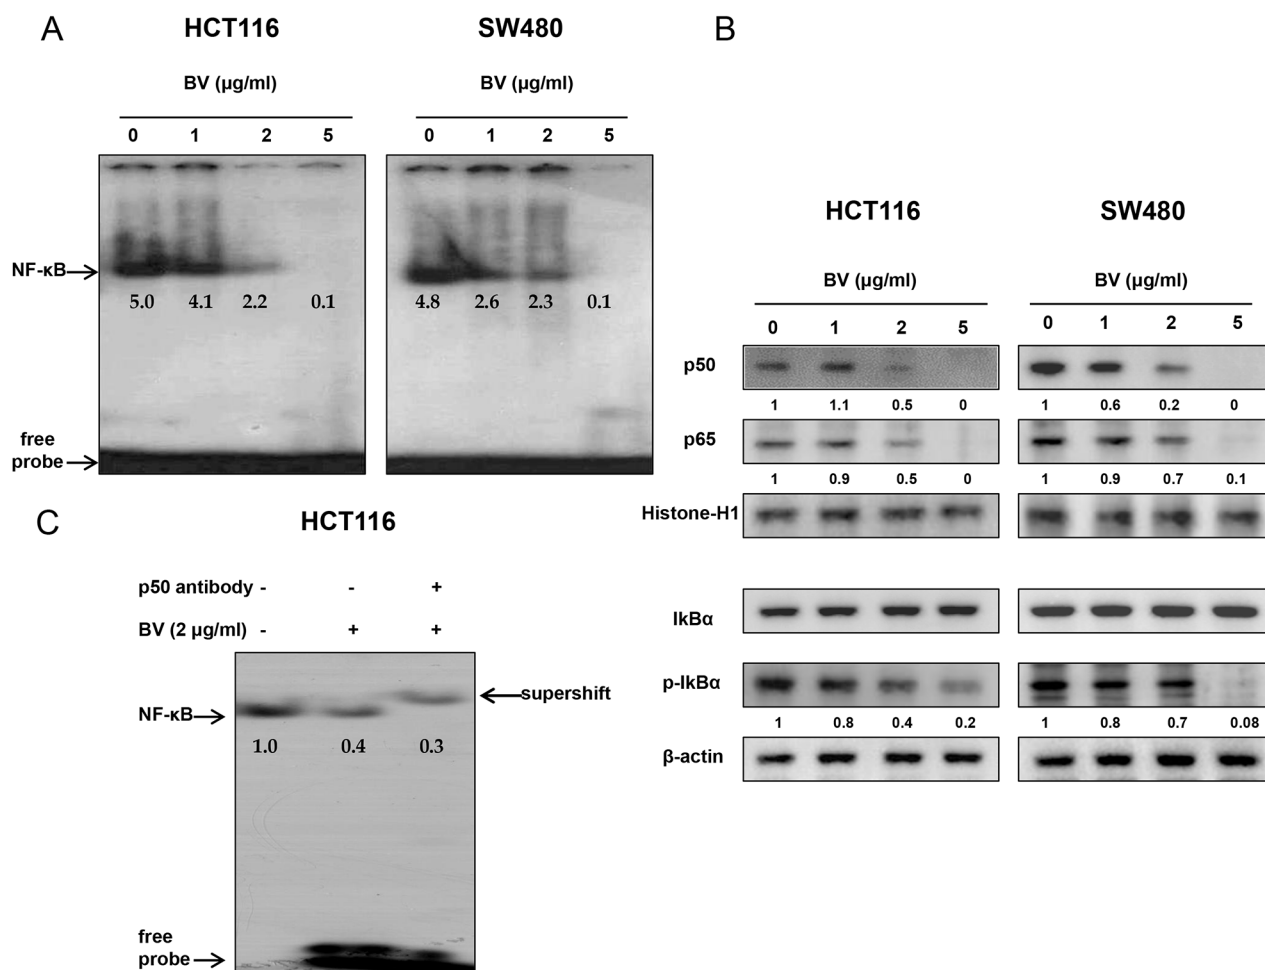 A
HCT116
SW480
BV (µg/ml)
BV (µg/ml)
0 1 2 5
0 1 2 5
NF-κB
5.0 4.1 2.2 0.1
4.8 2.6 2.3 0.1
free
probe
B
HCT116
SW480
BV (µg/ml)
BV (µg/ml)
0 1 2 5
0 1 2 5
p50
1 1.1 0.5 0
1 0.6 0.2 0
p65
1 0.9 0.5 0
1 0.9 0.7 0.1
Histone-H1
IkBα
p-IkBα
1 0.8 0.4 0.2
1 0.8 0.7 0.08
β-actin
C
HCT116
p50 antibody - - +
BV (2 µg/ml) - + +
supershift
NF-κB
1.0 0.4 0.3
free
probe